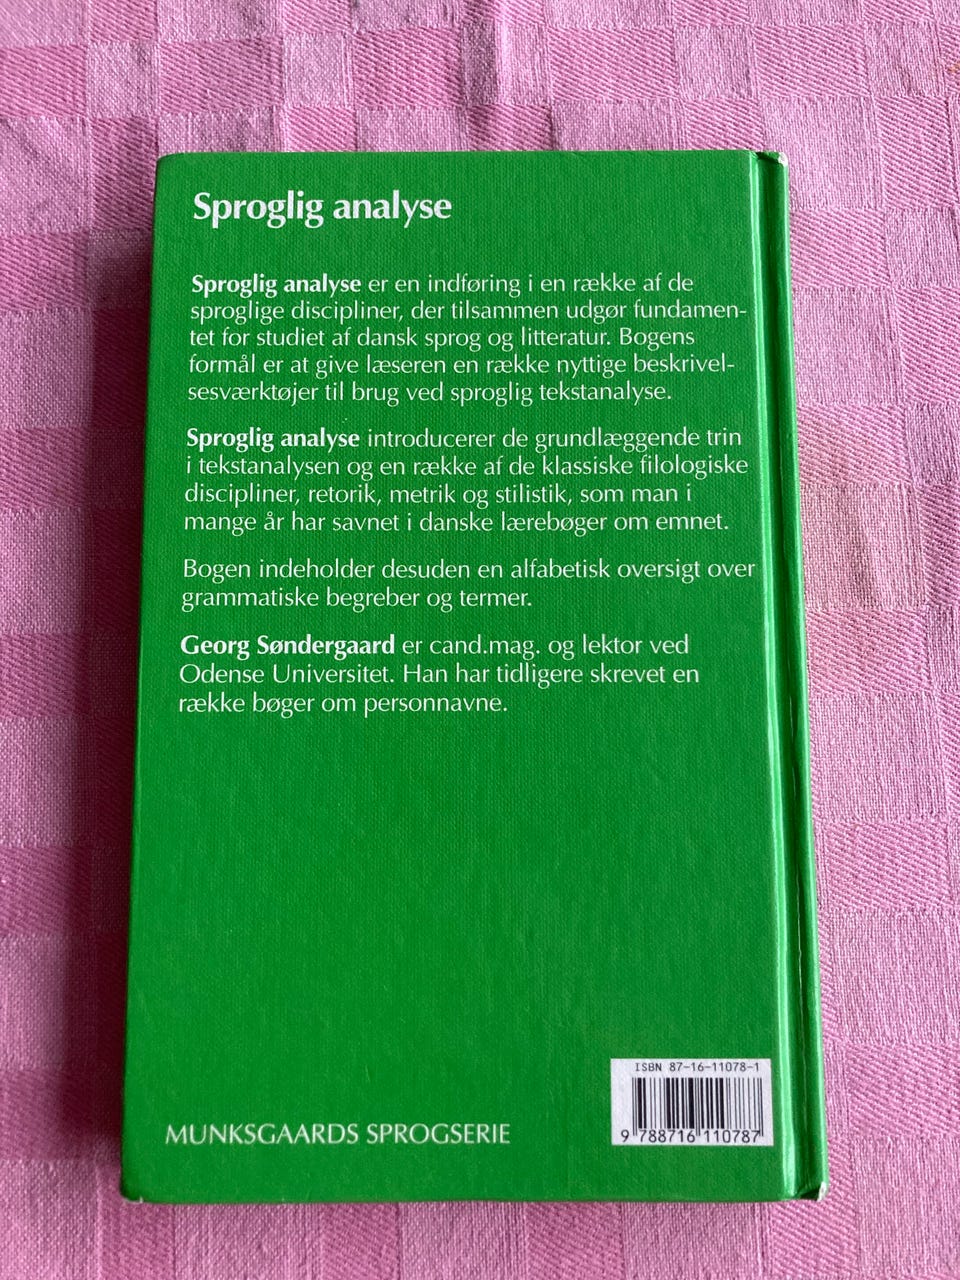 Sproglig analyse
Sproglig analyse er en indføring i en række af de
sproglige discipliner, der tilsammen udgør fundamen-
tet for studiet af dansk sprog og litteratur. Bogens
formål er at give læseren en række nyttige beskrivel-
sesværktøjer til brug ved sproglig tekstanalyse.
Sproglig analyse introducerer de grundlæggende trin
i tekstanalysen og en række af de klassiske filologiske
discipliner, retorik, metrik og stilistik, som man i
mange år har savnet i danske lærebøger om emnet.
Bogen indeholder desuden en alfabetisk oversigt over
grammatiske begreber og termer.
Georg Søndergaard er cand.mag. og lektor ved
Odense Universitet. Han har tidligere skrevet en
række bøger om personnavne.
ISBN 87-16-11078-1
9 788716 110787
MUNKSGAARDS SPROGSERIE